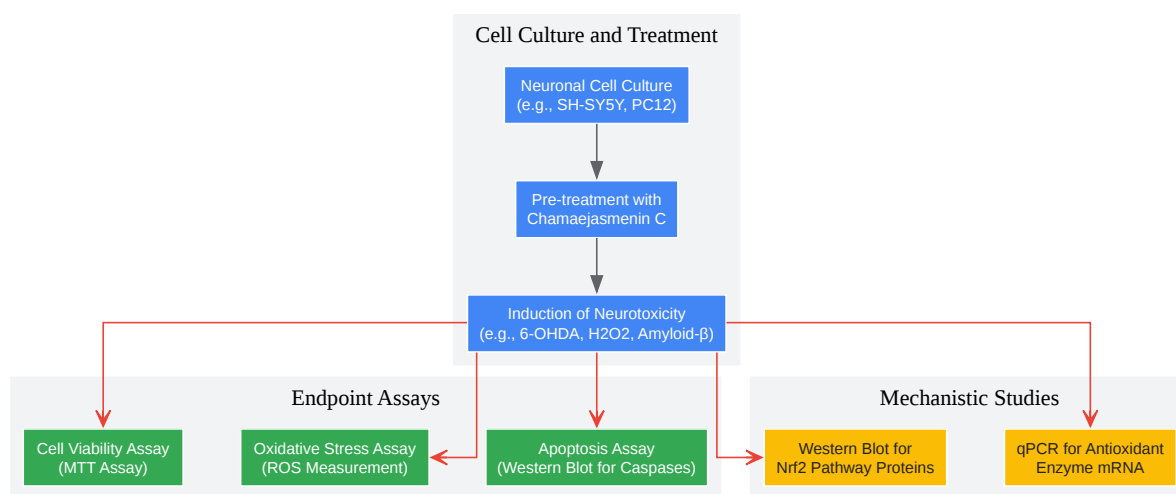 Cell Culture and Treatment
Neuronal Cell Culture
(e.g., SH-SY5Y, PC12)
Pre-treatment with
Chamaejasmenin C
Induction of Neurotoxicity
(e.g., 6-OHDA, H2O2, Amyloid-β)
Endpoint Assays
Cell Viability Assay
(MTT Assay)
Oxidative Stress Assay
(ROS Measurement)
Apoptosis Assay
(Western Blot for Caspases)
Mechanistic Studies
Western Blot for
Nrf2 Pathway Proteins
qPCR for Antioxidant
Enzyme mRNA